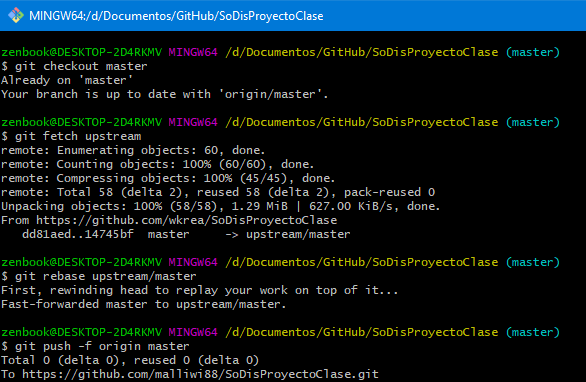 MINGW64:/d/Documentos/GitHub/SoDisProyectoClase
zenbook@DESKTOP-2D4RKMV MINGW64 /d/Documentos/GitHub/SoDisProyectoClase (master)
$ git checkout master
Already on 'master'
Your branch is up to date with 'origin/master'.
zenbook@DESKTOP-2D4RKMV MINGW64 /d/Documentos/GitHub/SoDisProyectoClase (master)
$ git fetch upstream
remote: Enumerating objects: 60, done.
remote: Counting objects: 100% (60/60), done.
remote: Compressing objects: 100% (45/45), done.
remote: Total 58 (delta 2), reused 58 (delta 2), pack-reused 0
Unpacking objects: 100% (58/58), 1.29 MiB | 627.00 KiB/s, done.
From https://github.com/wkrea/SoDisProyectoClase
   dd81aed..14745bf  master     -> upstream/master
zenbook@DESKTOP-2D4RKMV MINGW64 /d/Documentos/GitHub/SoDisProyectoClase (master)
$ git rebase upstream/master
First, rewinding head to replay your work on top of it...
Fast-forwarded master to upstream/master.
zenbook@DESKTOP-2D4RKMV MINGW64 /d/Documentos/GitHub/SoDisProyectoClase (master)
$ git push -f origin master
Total 0 (delta 0), reused 0 (delta 0)
To https://github.com/malliwi88/SoDisProyectoClase.git